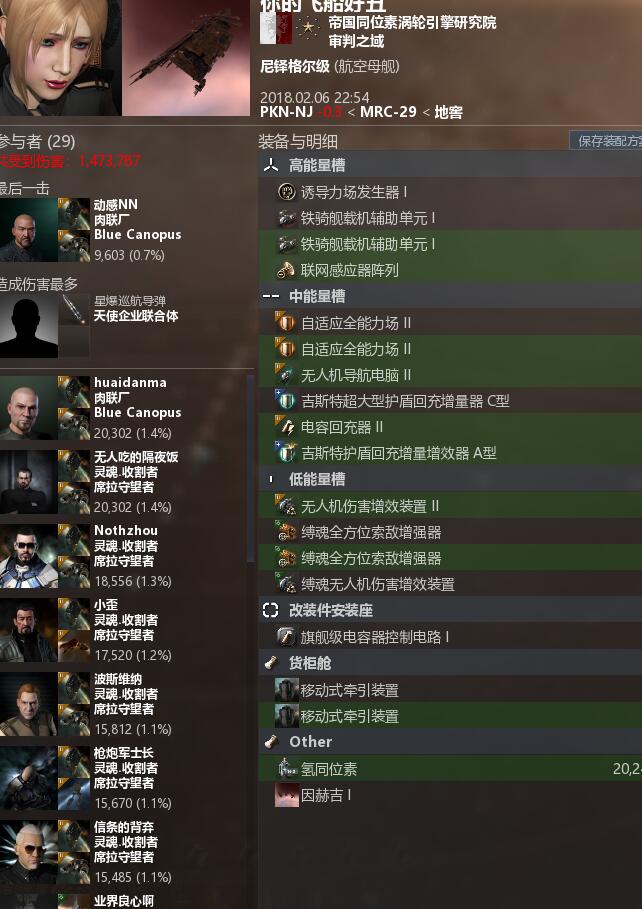 你的飞船好丑
帝国同位素涡轮引擎研究院
审判之域
尼铎格尔级 (航空母舰)
2018.02.06 22:54
PKN-NJ -0.5 < MRC-29 < 地窖
参与者 (29)
共受到伤害: 1,473,767
最后一击
动感NN
肉联厂
Blue Canopus
9,603 (0.7%)
造成伤害最多
星爆巡航导弹
天使企业联合体
huaidanma
肉联厂
Blue Canopus
20,302 (1.4%)
无人吃的隔夜饭
灵魂.收割者
席拉守望者
20,302 (1.4%)
Nothzhou
灵魂.收割者
席拉守望者
18,556 (1.3%)
小歪
灵魂.收割者
席拉守望者
17,520 (1.2%)
波斯维纳
灵魂.收割者
席拉守望者
15,812 (1.1%)
枪炮军士长
灵魂.收割者
席拉守望者
15,670 (1.1%)
信条的背弃
灵魂.收割者
席拉守望者
15,485 (1.1%)
业界良心啊
装备与明细
保存装配方案
高能量槽
诱导力场发生器 I
铁骑舰载机辅助单元 I
铁骑舰载机辅助单元 I
联网感应器阵列
中能量槽
自适应全能力场 II
自适应全能力场 II
无人机导航电脑 II
吉斯特超大型护盾回充增量器 C型
电容回充器 II
吉斯特护盾回充增量增效器 A型
低能量槽
无人机伤害增效装置 II
缚魂全方位索敌增强器
缚魂全方位索敌增强器
缚魂无人机伤害增效装置
改装件安装座
旗舰级电容器控制电路 I
货柜舱
移动式牵引装置
移动式牵引装置
Other
氢同位素
20,24
因赫吉 I